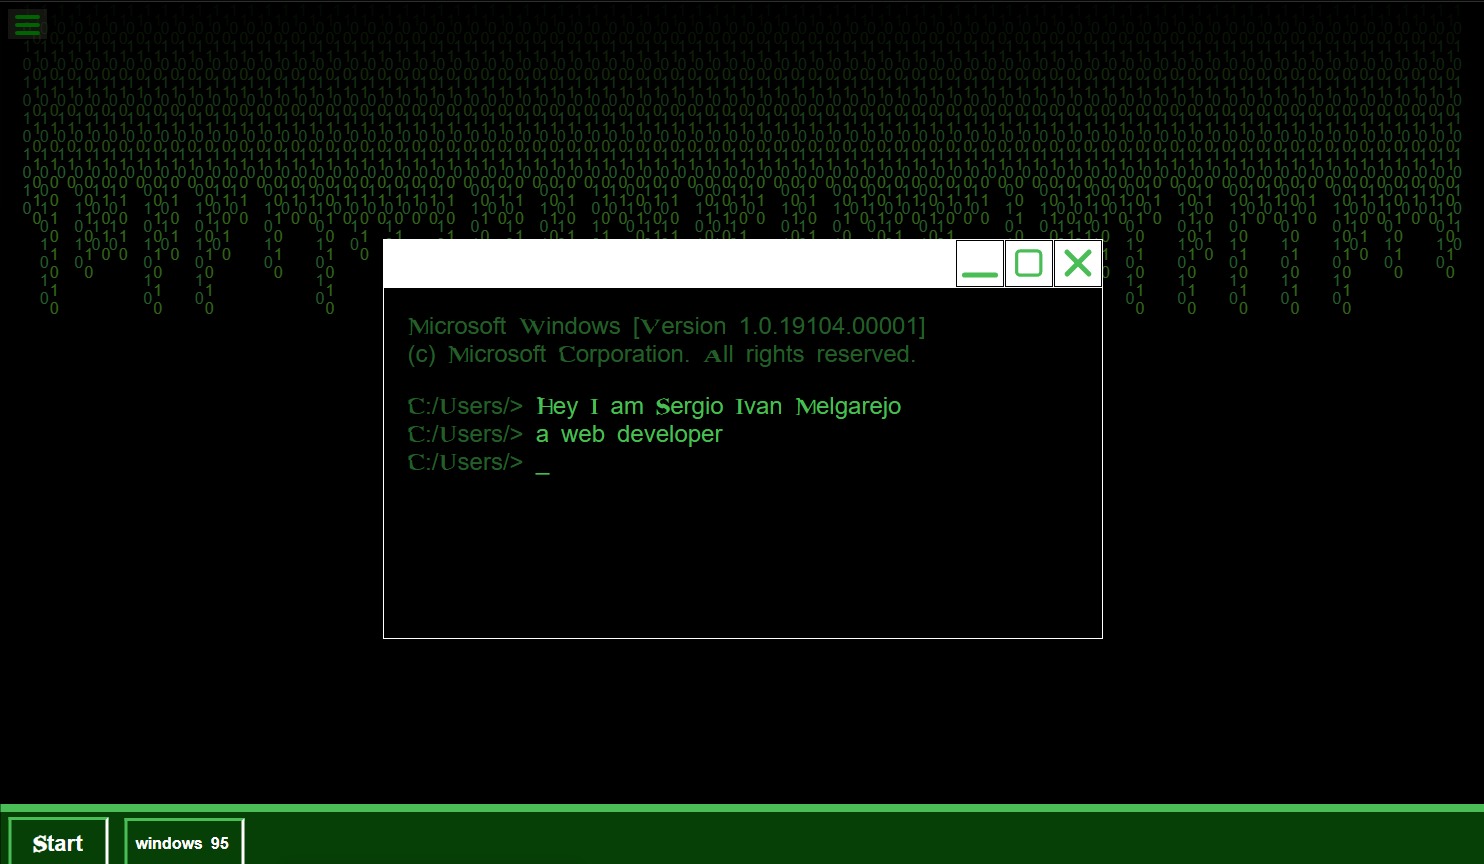 Microsoft Windows [Version 1.0.19104.00001]
(c) Microsoft Corporation. All rights reserved.
C:/Users/> Hey I am Sergio Ivan Melgarejo
C:/Users/> a web developer
C:/Users/> _
Start
windows 95